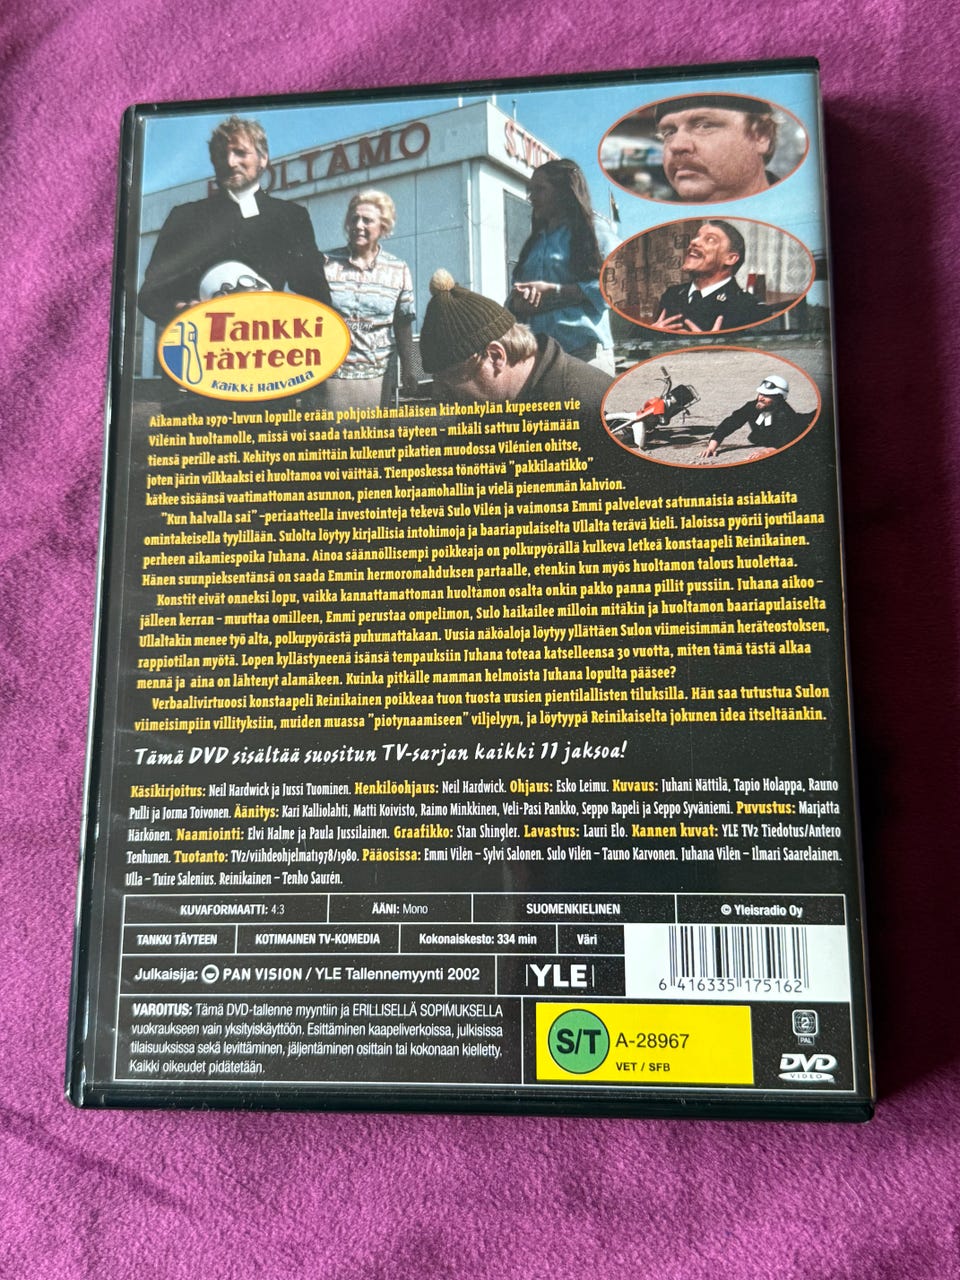 HUOLTAMO
S. VIL
Tankki
täyteen
kaikki halvalla
Aikamatka 1970-luvun lopulle erään pohjoishämäläisen kirkonkylän kupeeseen vie
Vilénin huoltamolle, missä voi saada tankkinsa täyteen – mikäli sattuu löytämään
tiensä perille asti. Kehitys on nimittäin kulkenut pikatien muodossa Vilénien ohitse,
joten järin vilkkaaksi ei huoltamoa voi väittää. Tienposkessa tönöttävä "pakkilaatikko"
kätkee sisäänsä vaatimattoman asunnon, pienen korjaamohallin ja vielä pienemmän kahvion.
"Kun halvalla sai" –periaatteella investointeja tekevä Sulo Vilén ja vaimonsa Emmi palvelevat satunnaisia asiakkaita
omintakeisella tyylillään. Sulolta löytyy kirjallisia intohimoja ja baariapulaiselta Ullalta terävä kieli. Jaloissa pyörii joutilaana
perheen aikamiespoika Juhana. Ainoa säännöllisempi poikkeaja on polkupyörällä kulkeva letkeä konstaapeli Reinikainen.
Hänen suunpieksentänsä on saada Emmin hermoromahduksen partaalle, etenkin kun myös huoltamon talous huolettaa.
Konstit eivät onneksi lopu, vaikka kannattamattoman huoltamon osalta onkin pakko panna pillit pussiin. Juhana aikoo –
jälleen kerran – muuttaa omilleen, Emmi perustaa ompelimon, Sulo haikailee milloin mitäkin ja huoltamon baariapulaiselta
Ullaltakin menee työ alta, polkupyörästä puhumattakaan. Uusia näköaloja löytyy yllättäen Sulon viimeisimmän heräteostoksen,
rappiotilan myötä. Lopen kyllästyneenä isänsä tempauksiin Juhana toteaa katselleensa 30 vuotta, miten tämä tästä alkaa
mennä ja aina on lähtenyt alamäkeen. Kuinka pitkälle mamman helmoista Juhana lopulta pääsee?
Verbaalivirtuoosi konstaapeli Reinikainen poikkeaa tuon tuosta uusien pientilallisten tiluksilla. Hän saa tutustua Sulon
viimeisimpiin villityksiin, muiden muassa "piotynaamiseen" viljelyyn, ja löytyypä Reinikaiselta jokunen idea itseltäänkin.
Tämä DVD sisältää suositun TV-sarjan kaikki 11 jaksoa!
Käsikirjoitus: Neil Hardwick ja Jussi Tuominen. Henkilöohjaus: Neil Hardwick. Ohjaus: Esko Leimu. Kuvaus: Juhani Nättilä, Tapio Holappa, Rauno
Pulli ja Jorma Toivonen. Äänitys: Kari Kalliolahti, Matti Koivisto, Raimo Minkkinen, Veli-Pasi Pankko, Seppo Rapeli ja Seppo Syväniemi. Puvustus: Marjatta
Härkönen. Naamiointi: Elvi Halme ja Paula Jussilainen. Graafikko: Stan Shingler. Lavastus: Lauri Elo. Kannen kuvat: YLE TV2 Tiedotus/Antero
Tenhunen. Tuotanto: TV2/viihdeohjelmat1978/1980. Pääosissa: Emmi Vilén – Sylvi Salonen. Sulo Vilén – Tauno Karvonen. Juhana Vilén – Ilmari Saarelainen.
Ulla – Tuire Salenius. Reinikainen – Tenho Saurén.
KUVAFORMAATTI: 4:3 ÄÄNI: Mono SUOMENKIELINEN © Yleisradio Oy
TANKKI TÄYTEEN KOTIMAINEN TV-KOMEDIA Kokonaiskesto: 334 min Väri
Julkaisija: PAN VISION / YLE Tallennemyynti 2002 YLE
6 416335 175162
VAROITUS: Tämä DVD-tallenne myyntiin ja ERILLISELLÄ SOPIMUKSELLA
vuokraukseen vain yksityiskäyttöön. Esittäminen kaapeliverkoissa, julkisissa
tilaisuuksissa sekä levittäminen, jäljentäminen osittain tai kokonaan kielletty.
Kaikki oikeudet pidätetään.
S/T A-28967
VET / SFB
2
PAL
DVD
VIDEO